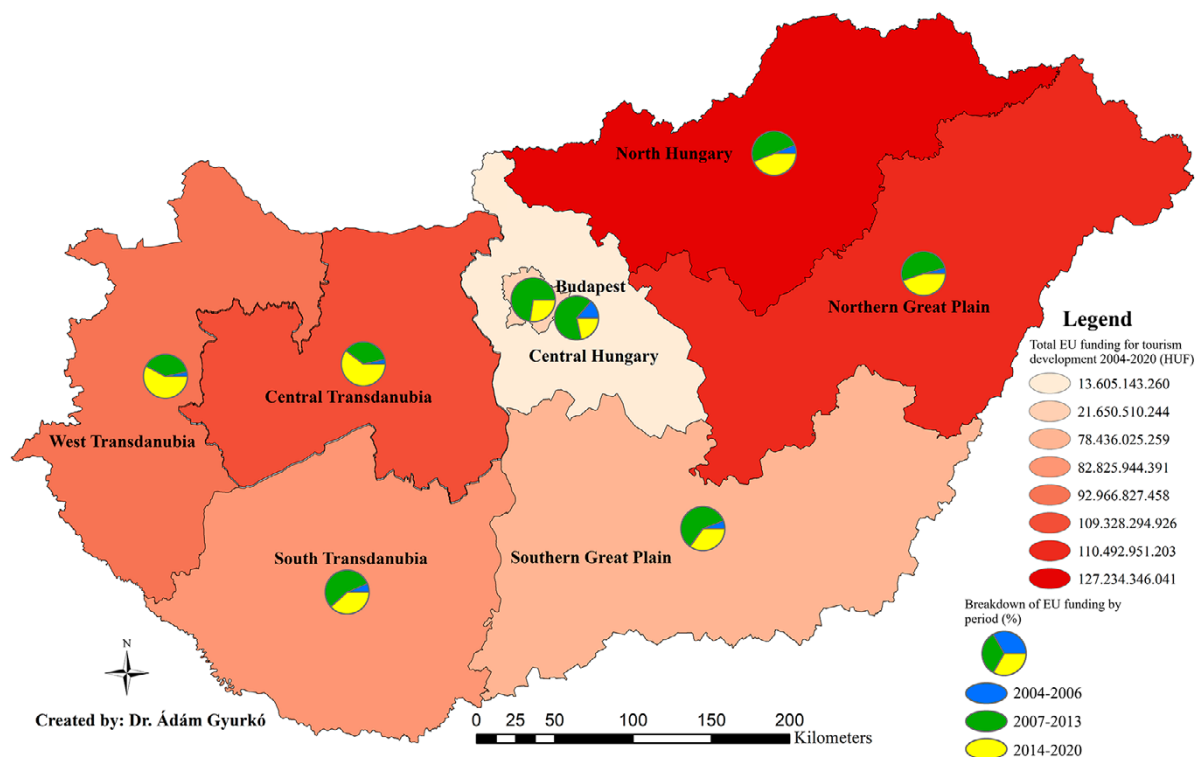 North Hungary
Budapest
Northern Great Plain
Central Hungary
Central Transdanubia
West Transdanubia
South Transdanubia
Southern Great Plain
Legend
Total EU funding for tourism
development 2004-2020 (HUF)
13.605.143.260
21.650.510.244
78.436.025.259
82.825.944.391
92.966.827.458
109.328.294.926
110.492.951.203
127.234.346.041
Breakdown of EU funding by
period (%)
2004-2006
2007-2013
2014-2020
N
Created by: Dr. Ádám Gyurkó
0 25 50 100 150 200
Kilometers